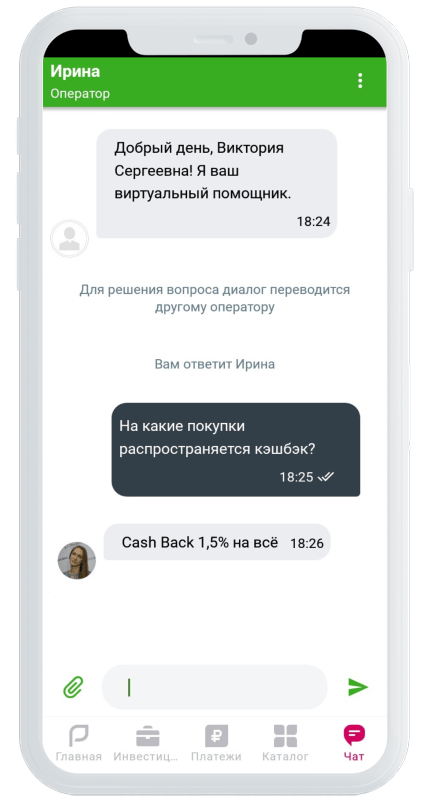 Ирина
Оператор
Добрый день, Виктория
Сергеевна! Я ваш
виртуальный помощник.
18:24
Для решения вопроса диалог переводится
другому оператору
Вам ответит Ирина
На какие покупки
распространяется кэшбэк?
18:25
Cash Back 1,5% на всё 18:26
Главная Инвестиц... Платежи Каталог Чат